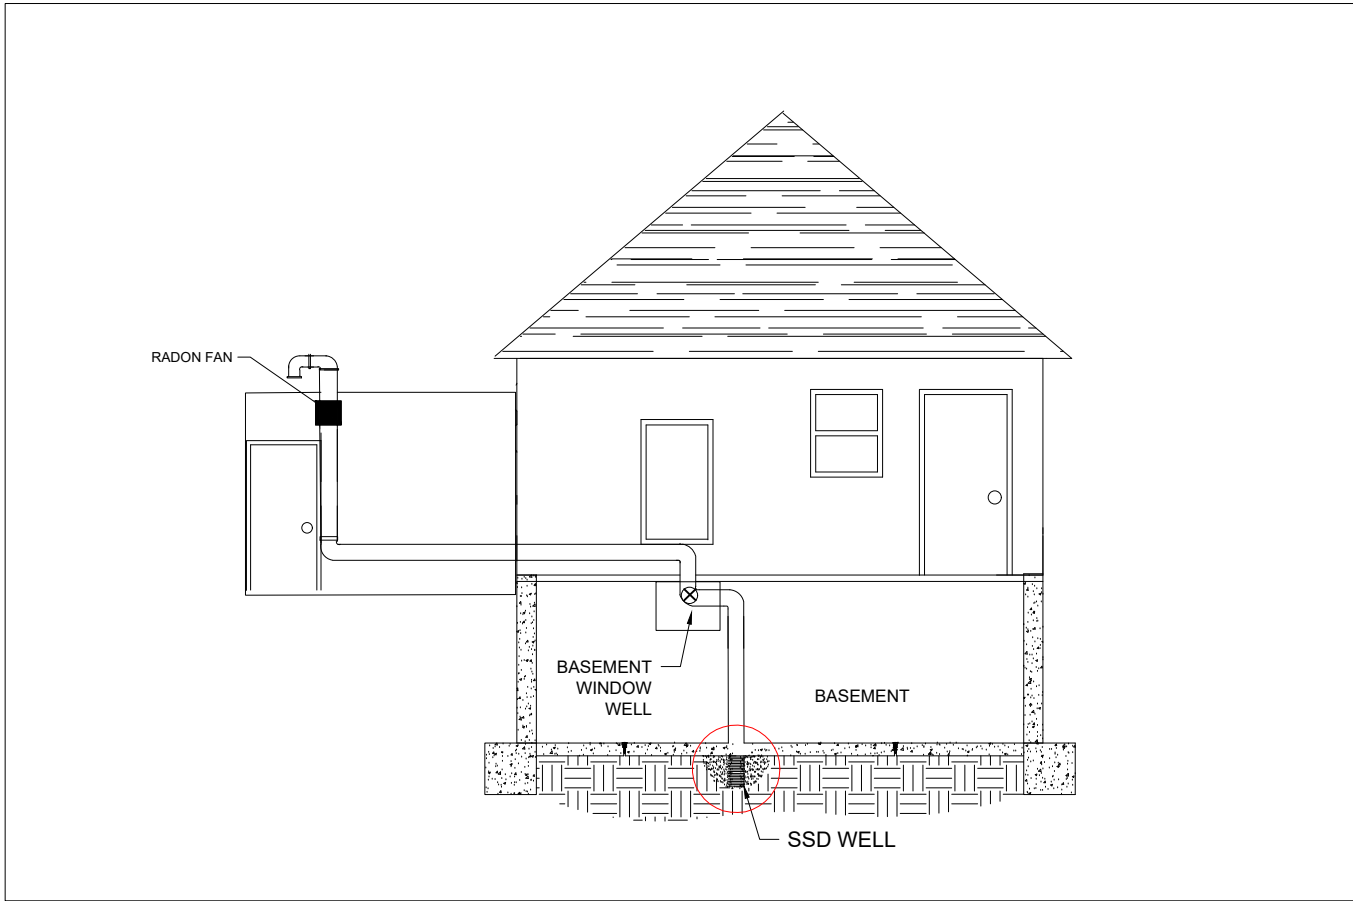 RADON FAN
BASEMENT
WINDOW
WELL
BASEMENT
SSD WELL